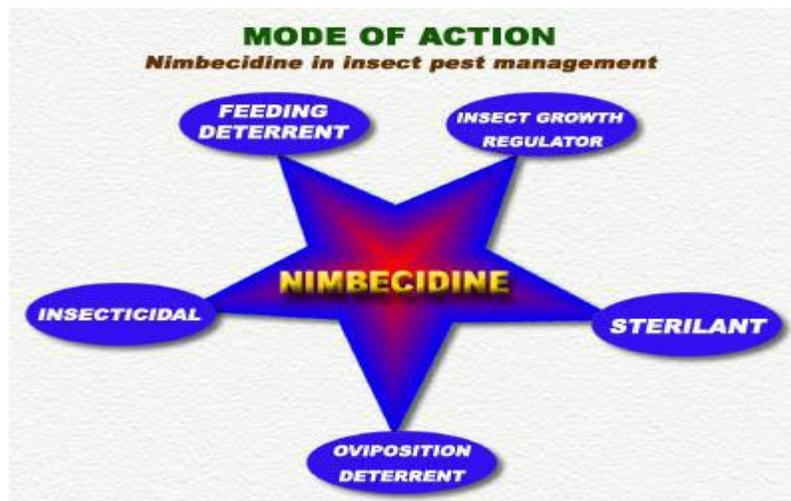 MODE OF ACTION
Nimbecidine in insect pest management
FEEDING
DETERRENT
INSECT GROWTH
REGULATOR
NIMBECIDINE
INSECTICIDAL
STERILANT
OVIPOSITION
DETERRENT